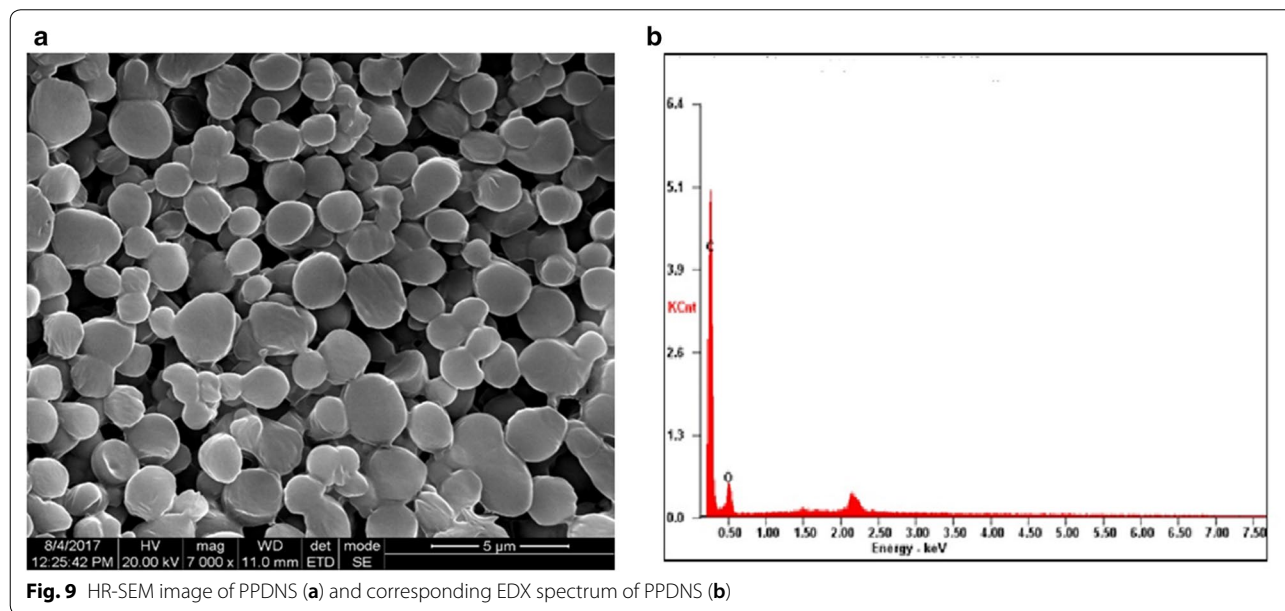 a
b
8/4/2017 HV mag WD det mode
12:25:42 PM 20.00 kV 7 000 x 11.0 mm ETD SE
5 µm
6.4
5.1
C
3.9
KCnt
2.6
1.3
O
0.0
0.50 1.00 1.50 2.00 2.50 3.00 3.50 4.00 4.50 5.00 5.50 6.00 6.50 7.00 7.50
Energy - keV
Fig. 9 HR-SEM image of PPDNS (a) and corresponding EDX spectrum of PPDNS (b)